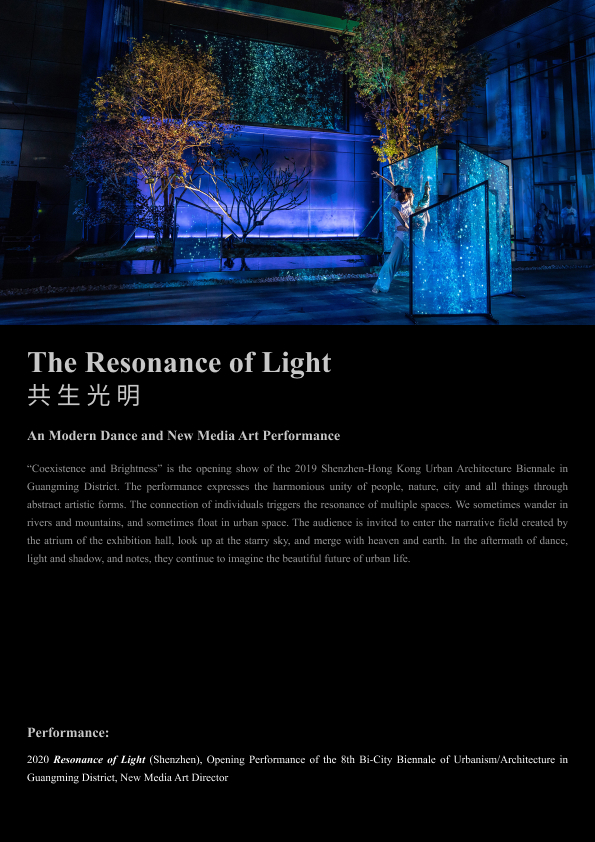 The Resonance of Light
共生光明
An Modern Dance and New Media Art Performance
“Coexistence and Brightness” is the opening show of the 2019 Shenzhen-Hong Kong Urban Architecture Biennale in
Guangming District. The performance expresses the harmonious unity of people, nature, city and all things through
abstract artistic forms. The connection of individuals triggers the resonance of multiple spaces. We sometimes wander in
rivers and mountains, and sometimes float in urban space. The audience is invited to enter the narrative field created by
the atrium of the exhibition hall, look up at the starry sky, and merge with heaven and earth. In the aftermath of dance,
light and shadow, and notes, they continue to imagine the beautiful future of urban life.
Performance:
2020 Resonance of Light (Shenzhen), Opening Performance of the 8th Bi-City Biennale of Urbanism/Architecture in
Guangming District, New Media Art Director